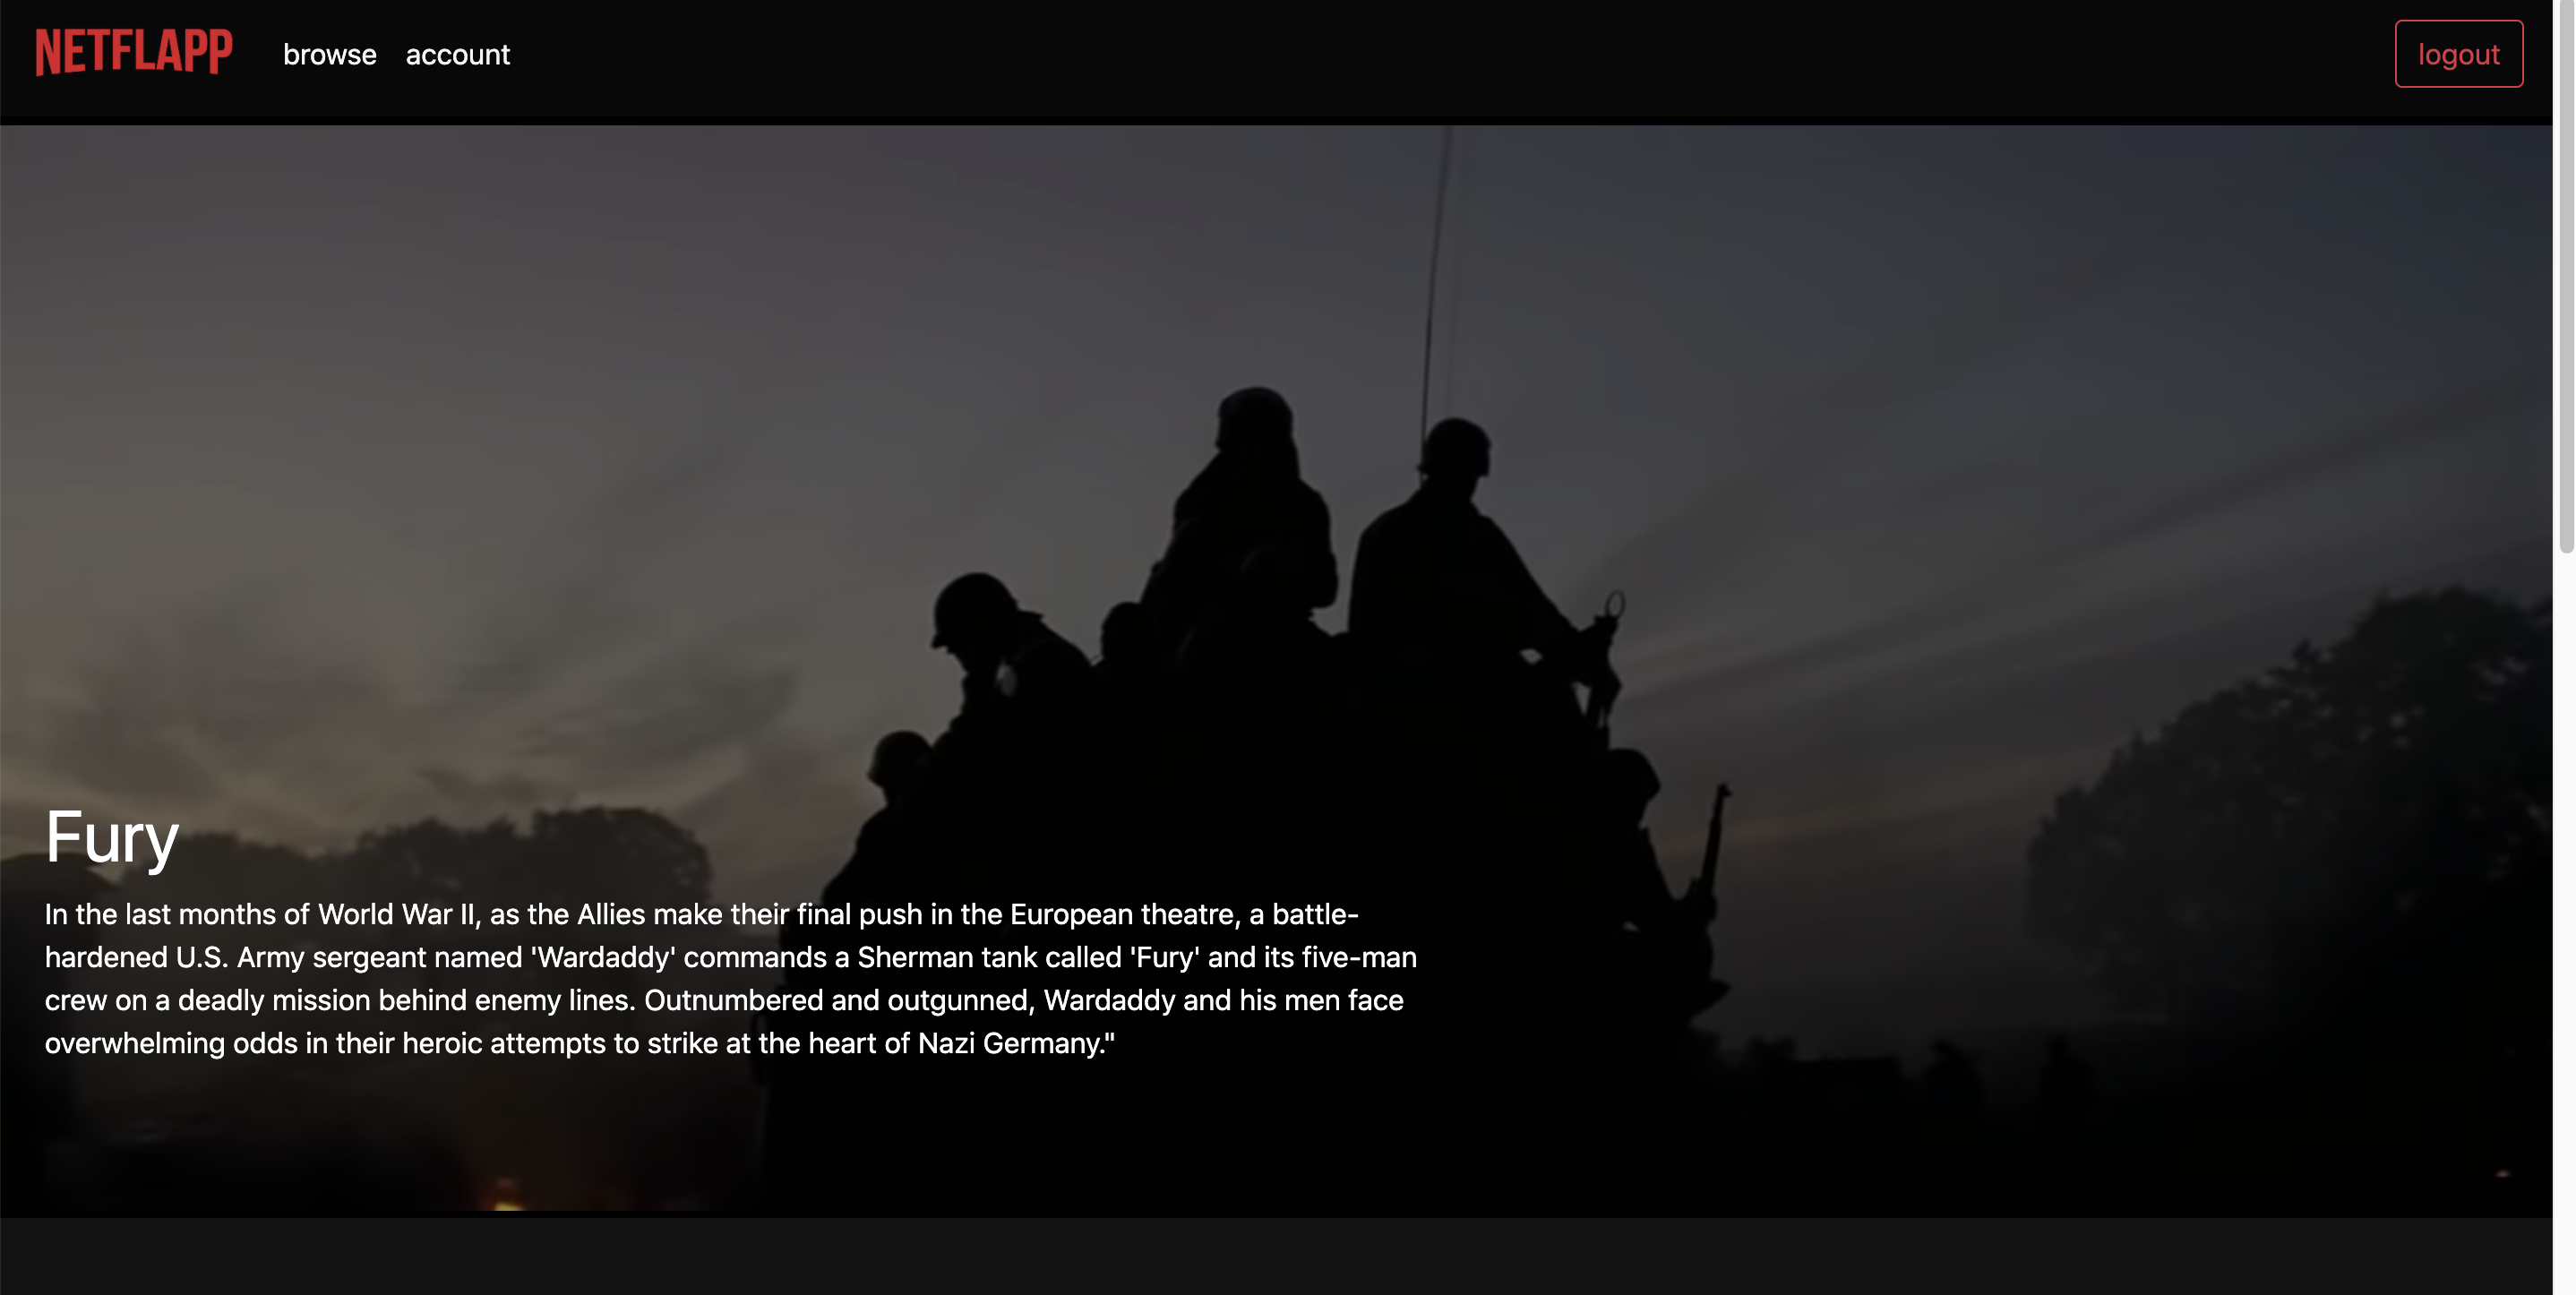 NETFLAPP browse account logout
Fury
In the last months of World War II, as the Allies make their final push in the European theatre, a battle-
hardened U.S. Army sergeant named 'Wardaddy' commands a Sherman tank called 'Fury' and its five-man
crew on a deadly mission behind enemy lines. Outnumbered and outgunned, Wardaddy and his men face
overwhelming odds in their heroic attempts to strike at the heart of Nazi Germany."